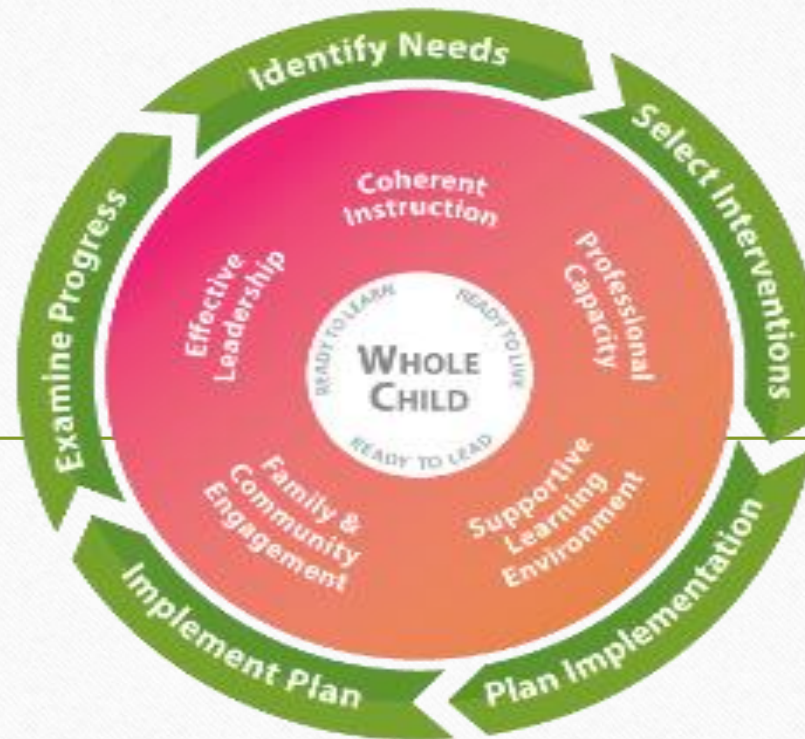 Identify Needs
Select Interventions
Plan Implementation
Implement Plan
Examine Progress
Coherent
Instruction
Professional
Capacity
Supportive
Learning
Environment
Family &
Community
Engagement
Effective
Leadership
READY TO LEARN
READY TO LIVE
READY TO LEAD
WHOLE
CHILD